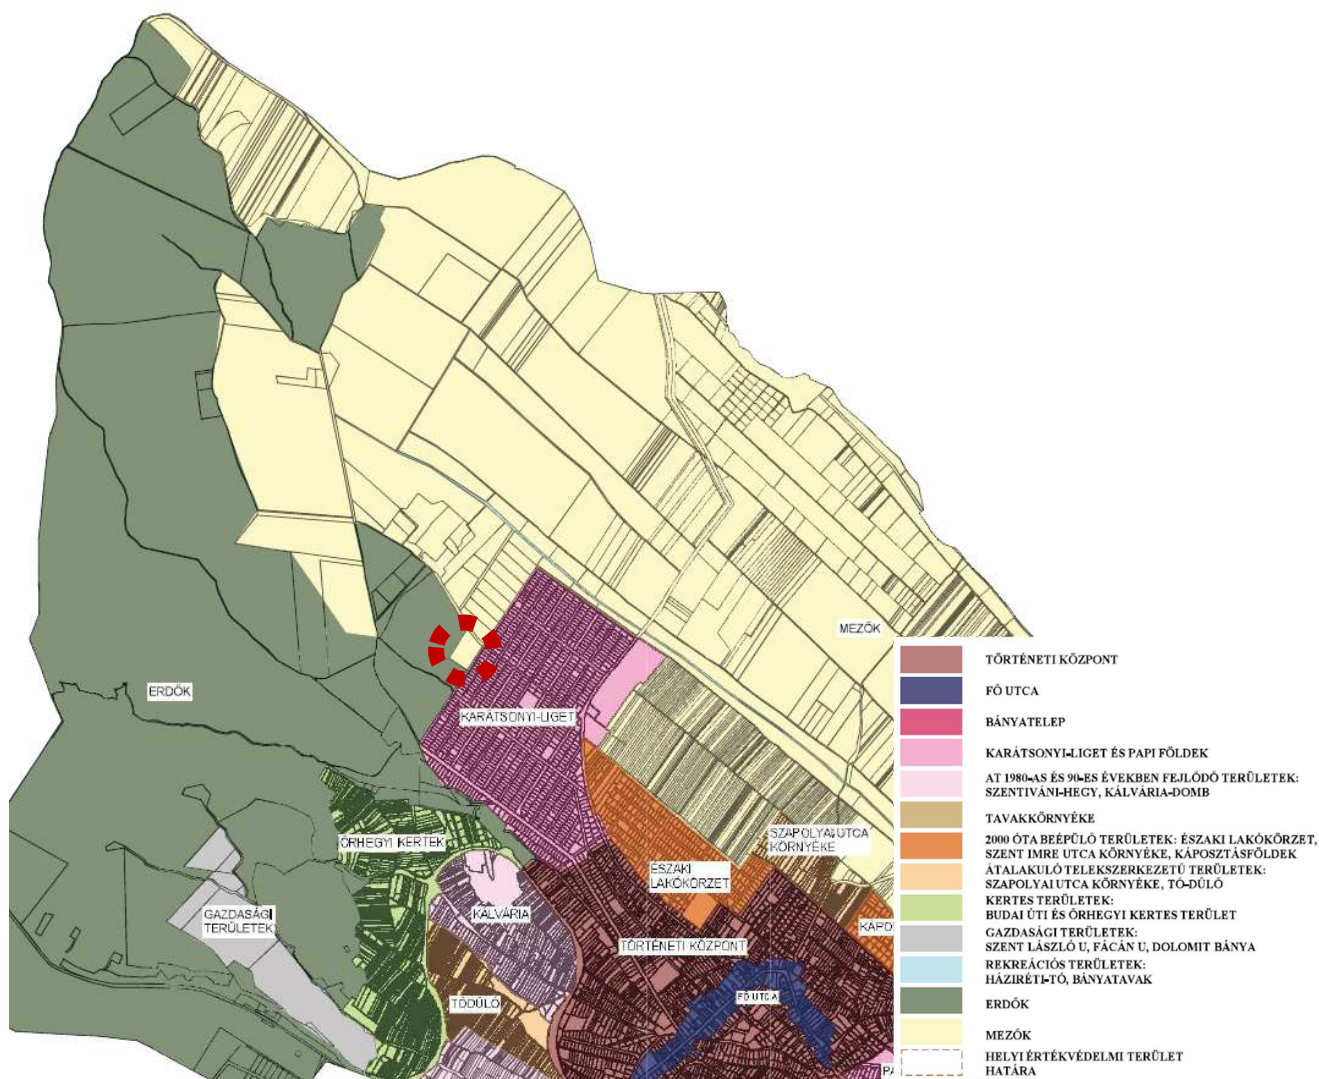 MEZŐK
ERDŐK
KARÁTSONYI-LIGET
ŐRHEGYI KERTEK
SZAPOLYAI UTCA
KÖRNYÉKE
ÉSZAKI
LAKÓKÖRZET
KÁLVÁRIA
GAZDASÁGI
TERÜLETEK
TÖRTÉNETI KÖZPONT
TÓDŰLŐ
FŐ UTCA
TÖRTÉNETI KÖZPONT
FŐ UTCA
BÁNYATELEP
KARÁTSONYI-LIGET ÉS PAPI FÖLDEK
AT 1980-AS ÉS 90-ES ÉVEKBEN FEJLŐDŐ TERÜLETEK:
SZENTIVÁNI-HEGY, KÁLVÁRIA-DOMB
TAVAKKÖRNYÉKE
2000 ÓTA BEÉPÜLŐ TERÜLETEK: ÉSZAKI LAKÓKÖRZET,
SZENT IMRE UTCA KÖRNYÉKE, KÁPOSZTÁSFÖLDEK
ÁTALAKULÓ TELEKSZERKEZETŰ TERÜLETEK:
SZAPOLYAI UTCA KÖRNYÉKE, TÓ-DŰLŐ
KERTES TERÜLETEK:
BUDAI ÚTI ÉS ŐRHEGYI KERTES TERÜLET
GAZDASÁGI TERÜLETEK:
SZENT LÁSZLÓ U, FÁCÁN U, DOLOMIT BÁNYA
REKREÁCIÓS TERÜLETEK:
HÁZIRÉTI-TÓ, BÁNYATAVAK
ERDŐK
MEZŐK
HELYI ÉRTÉKVÉDELMI TERÜLET
HATÁRA